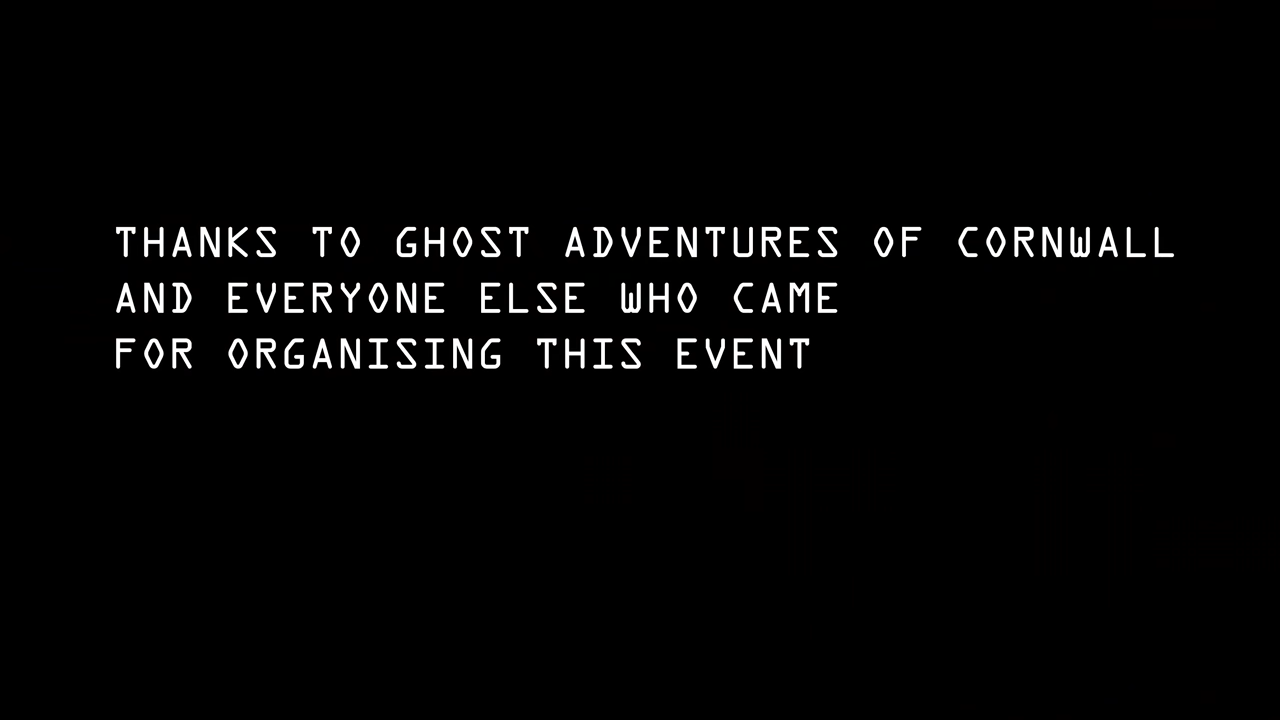 THANKS TO GHOST ADVENTURES OF CORNWALL
AND EVERYONE ELSE WHO CAME
FOR ORGANISING THIS EVENT